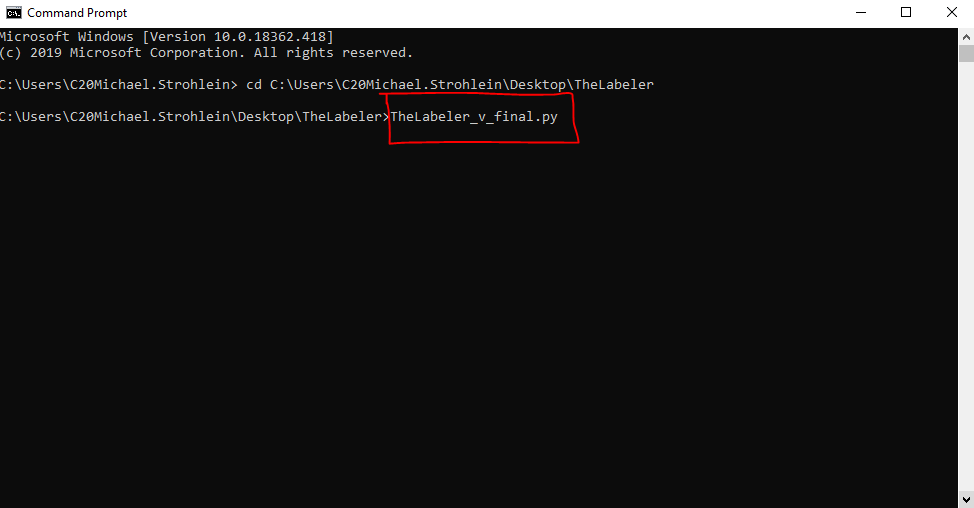 Command Prompt
Microsoft Windows [Version 10.0.18362.418]
(c) 2019 Microsoft Corporation. All rights reserved.
C:\Users\C20Michael.Strohlein> cd C:\Users\C20Michael.Strohlein\Desktop\TheLabeler
C:\Users\C20Michael.Strohlein\Desktop\TheLabeler>TheLabeler_v_final.py